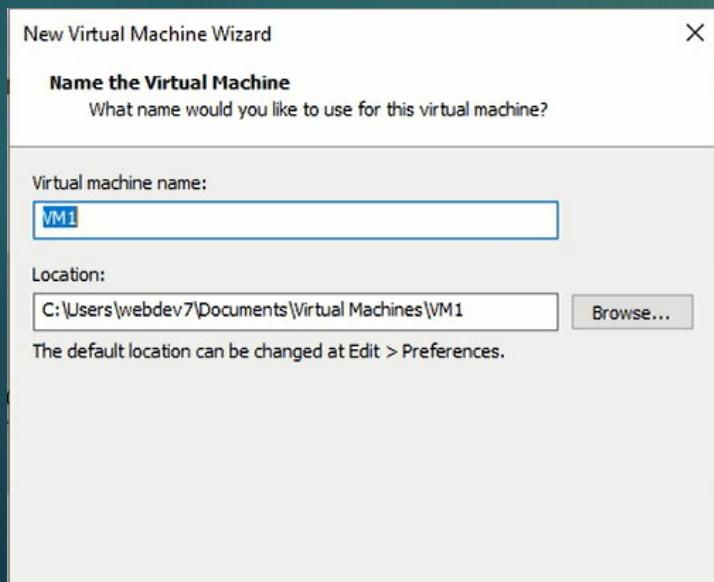 New Virtual Machine Wizard
Name the Virtual Machine
What name would you like to use for this virtual machine?
Virtual machine name:
VM1
Location:
C:\Users\webdev7\Documents\Virtual Machines\VM1
Browse...
The default location can be changed at Edit > Preferences.